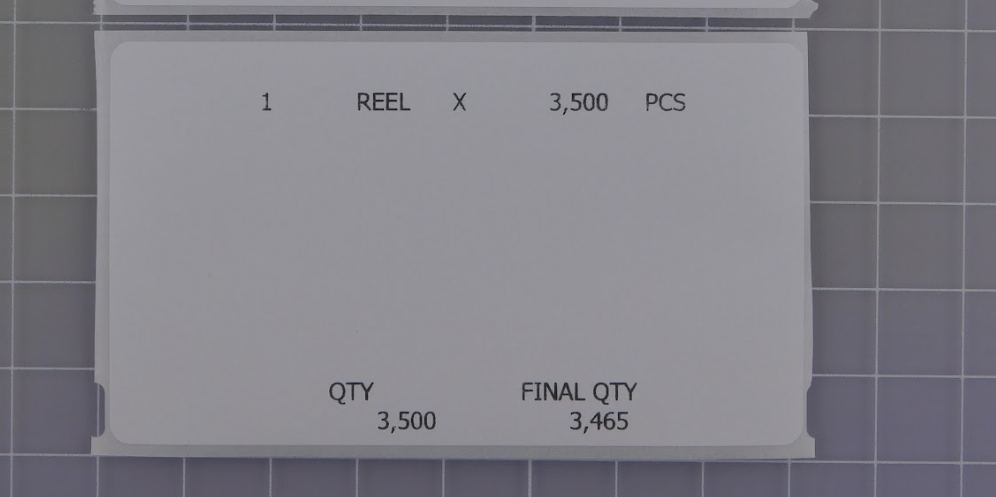 1 REEL X 3,500 PCS
QTY FINAL QTY
3,500 3,465